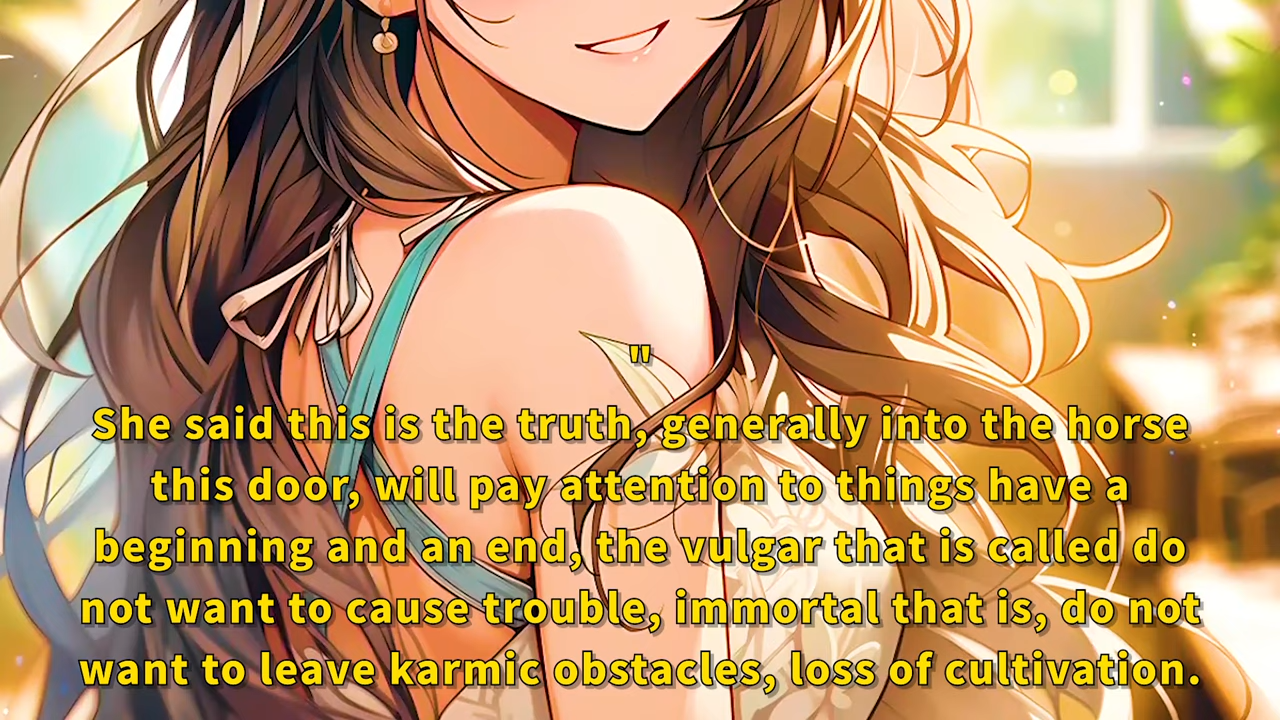 "
She said this is the truth, generally into the horse
this door, will pay attention to things have a
beginning and an end, the vulgar that is called do
not want to cause trouble, immortal that is, do not
want to leave karmic obstacles, loss of cultivation.